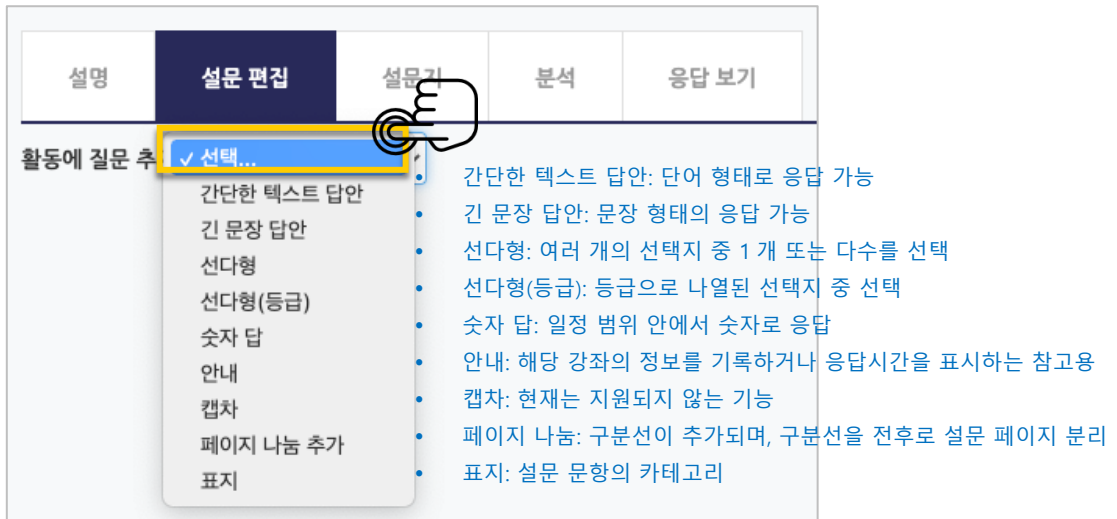 설명 설문 편집 설문기 분석 응답 보기
활동에 질문 추 ✓ 선택...
간단한 텍스트 답안
긴 문장 답안
선다형
선다형(등급)
숫자 답
안내
캡차
페이지 나눔 추가
표지
• 간단한 텍스트 답안: 단어 형태로 응답 가능
• 긴 문장 답안: 문장 형태의 응답 가능
• 선다형: 여러 개의 선택지 중 1 개 또는 다수를 선택
• 선다형(등급): 등급으로 나열된 선택지 중 선택
• 숫자 답: 일정 범위 안에서 숫자로 응답
• 안내: 해당 강좌의 정보를 기록하거나 응답시간을 표시하는 참고용
• 캡차: 현재는 지원되지 않는 기능
• 페이지 나눔: 구분선이 추가되며, 구분선을 전후로 설문 페이지 분리
• 표지: 설문 문항의 카테고리